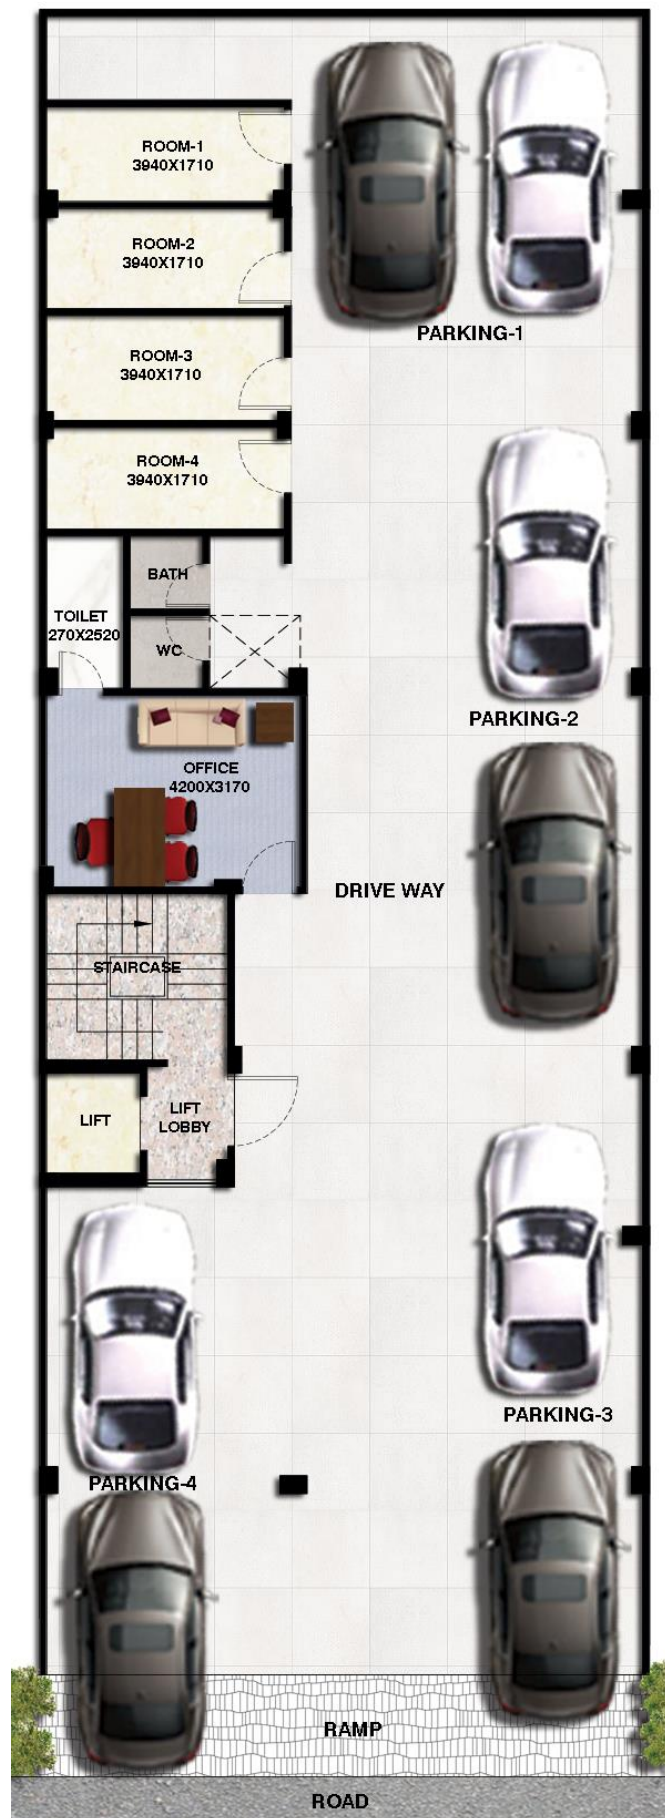 ROOM-1
3940X1710
ROOM-2
3940X1710
PARKING-1
ROOM-3
3940X1710
ROOM-4
3940X1710
BATH
TOILET
270X2520
WC
PARKING-2
OFFICE
4200X3170
DRIVE WAY
STAIRCASE
LIFT
LIFT
LOBBY
PARKING-3
PARKING-4
RAMP
ROAD